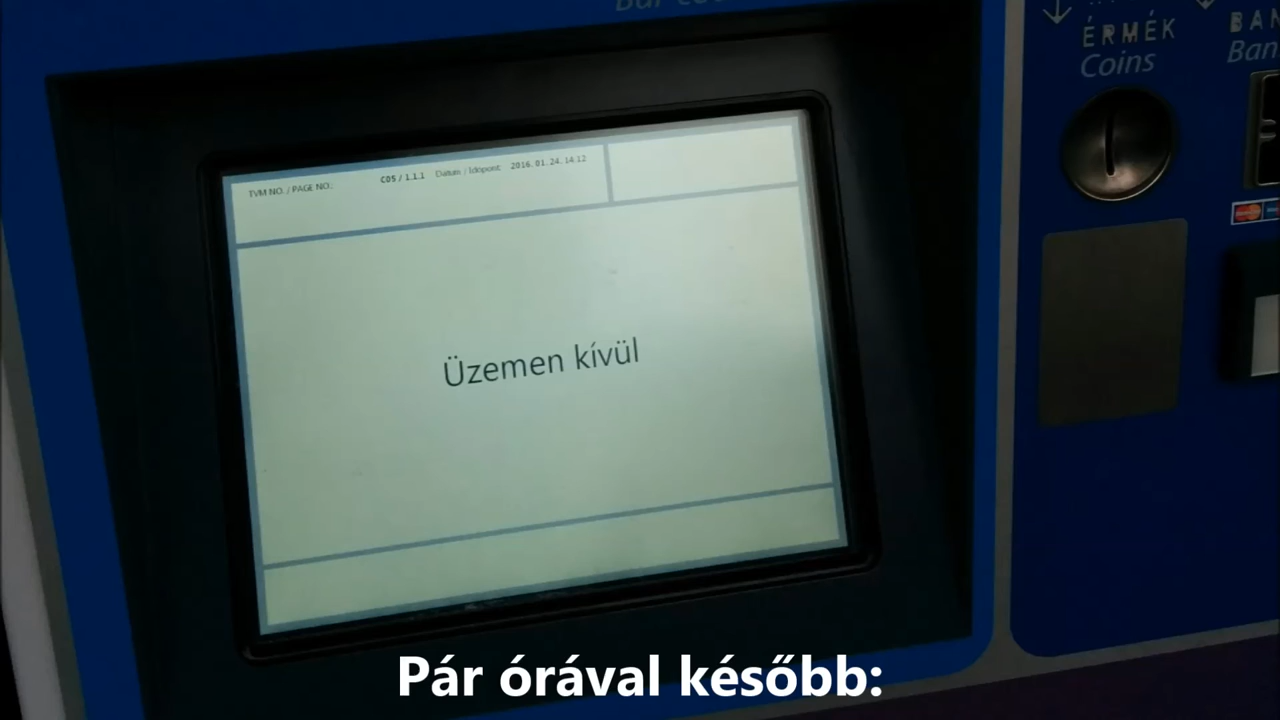 ÉRMÉK
Coins
TVM NO. / PAGE NO.: C05 / 1.1.1 Dátum / Időpont: 2016. 01. 24. 14:12
Üzemen kívül
Pár órával később: